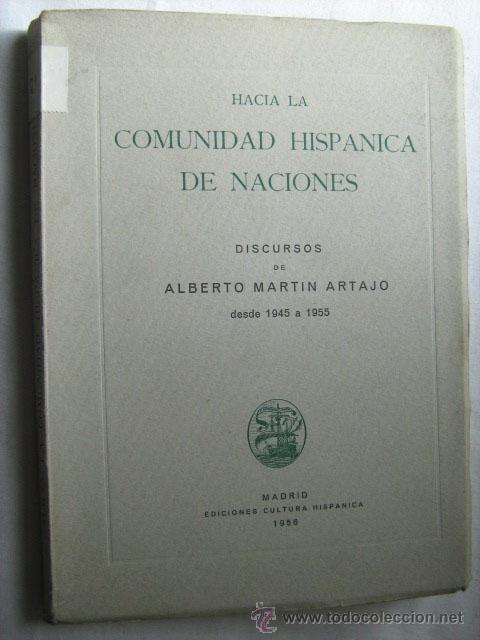 HACIA LA
COMUNIDAD HISPANICA
DE NACIONES
DISCURSOS
DE
ALBERTO MARTIN ARTAJO
desde 1945 a 1955
MADRID
EDICIONES CULTURA HISPANICA
1956
todocoleccion
www.todocoleccion.net